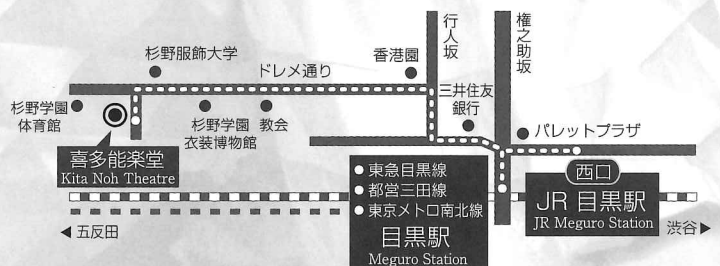 行人坂
権之助坂
杉野服飾大学
香港園
ドレメ通り
三井住友
銀行
杉野学園
体育館
杉野学園
衣装博物館
教会
パレットプラザ
喜多能楽堂
Kita Noh Theatre
西口
●東急目黒線
●都営三田線
●東京メトロ南北線
目黒駅
Meguro Station
JR 目黒駅
JR Meguro Station
◀五反田
渋谷▶